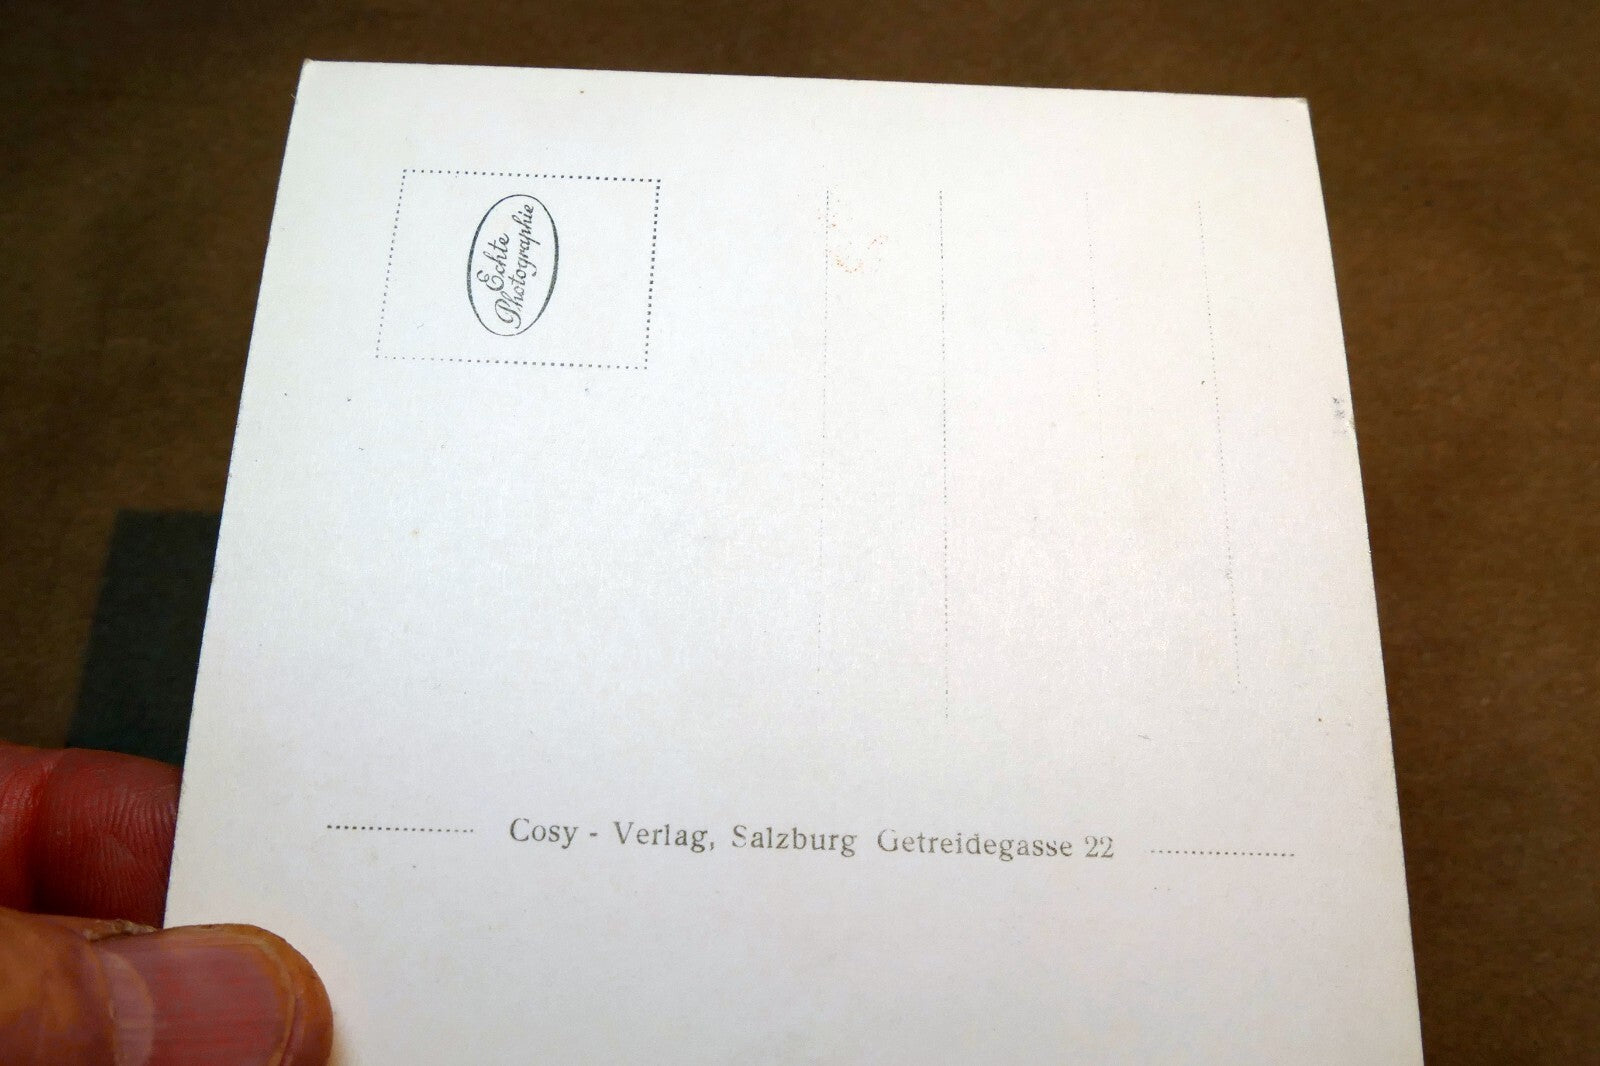 Echte
Photographie
Cosy - Verlag, Salzburg Getreidegasse 22